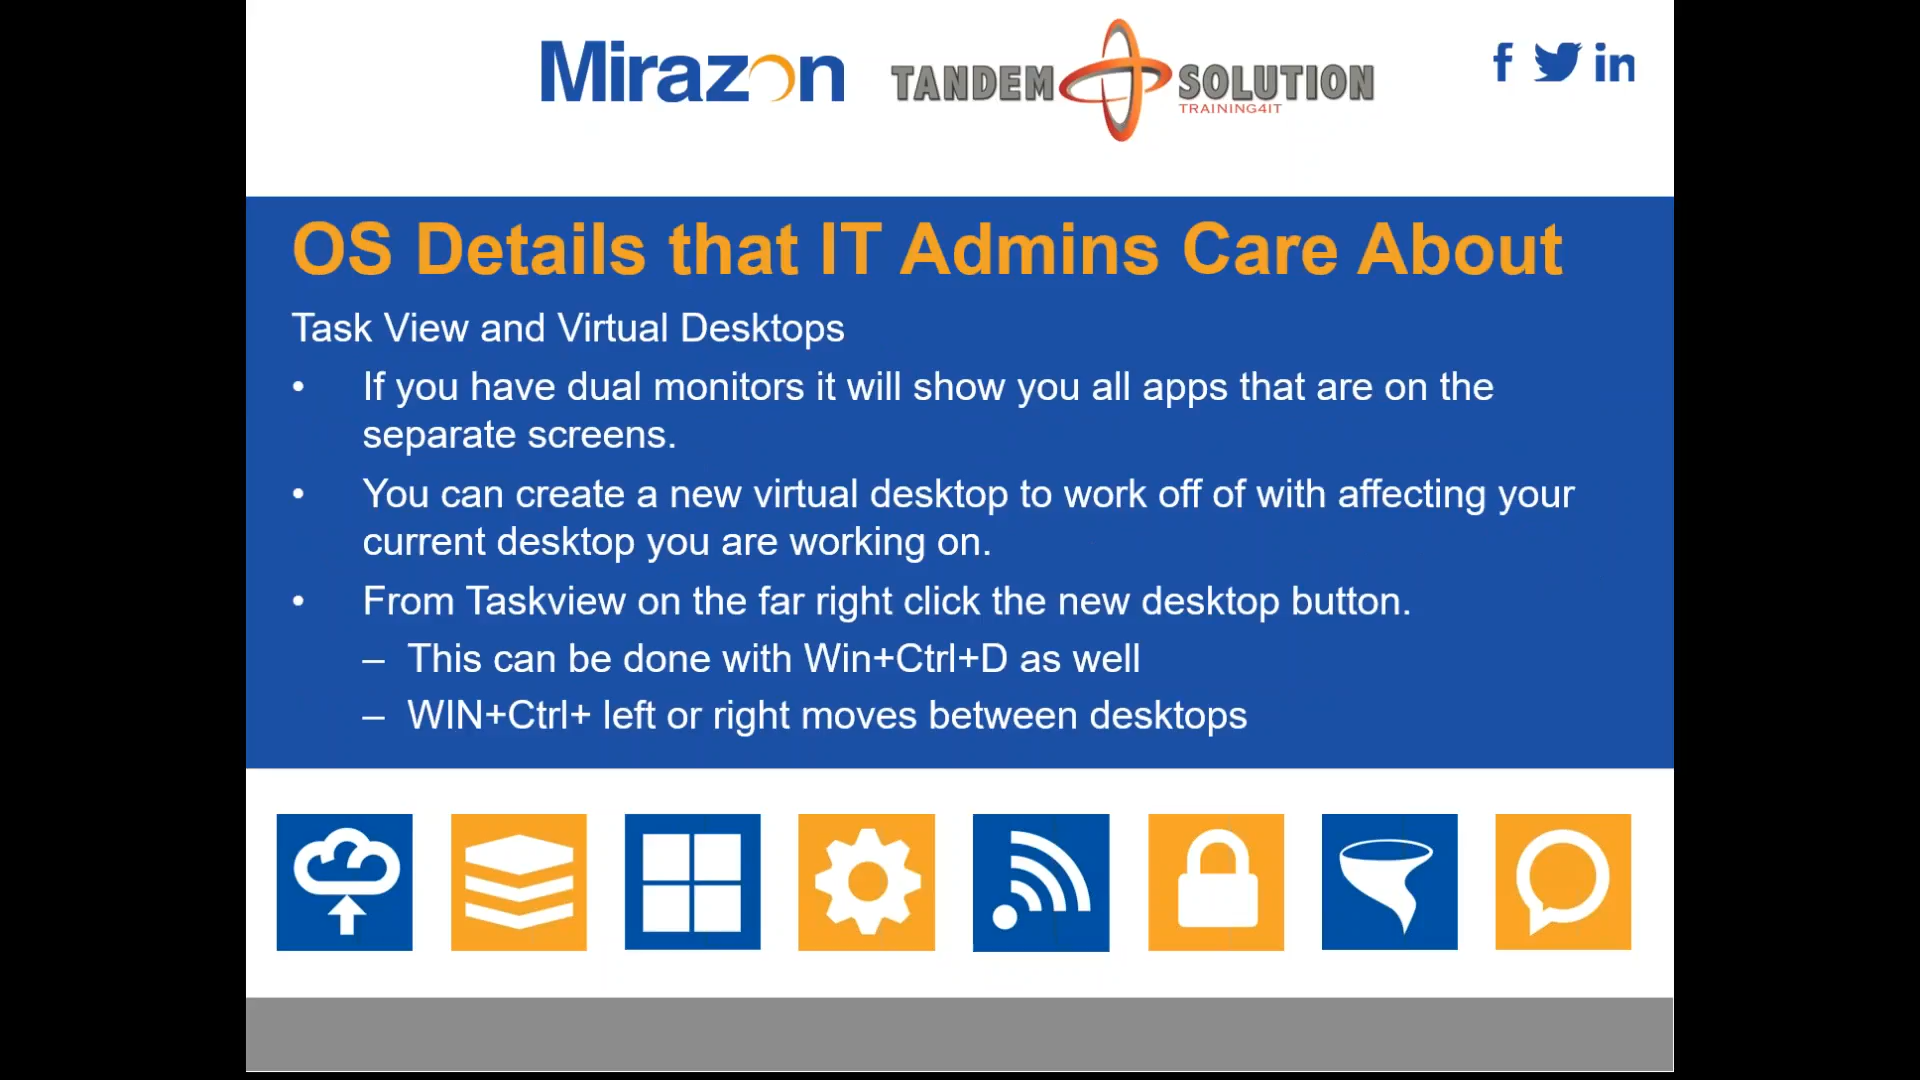 Mirazon
TANDEM SOLUTION
TRAINING4IT
f in
OS Details that IT Admins Care About
Task View and Virtual Desktops
• If you have dual monitors it will show you all apps that are on the
separate screens.
• You can create a new virtual desktop to work off of with affecting your
current desktop you are working on.
• From Taskview on the far right click the new desktop button.
– This can be done with Win+Ctrl+D as well
– WIN+Ctrl+ left or right moves between desktops